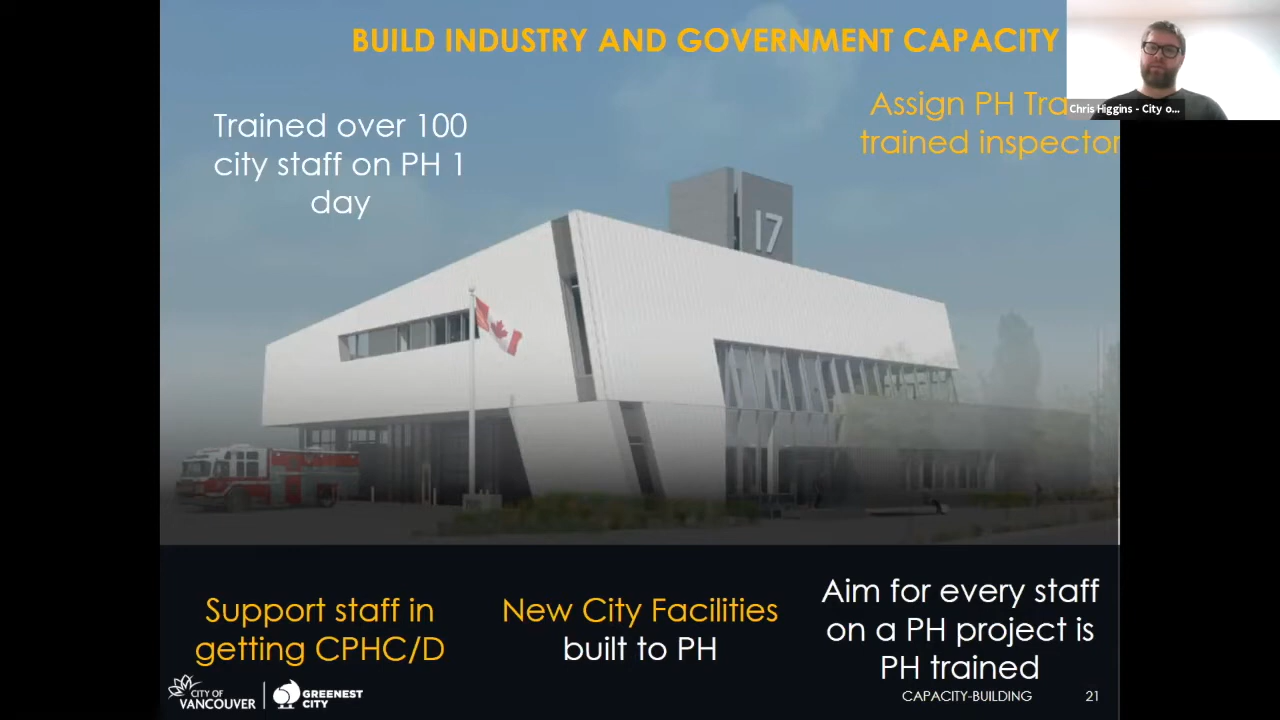 BUILD INDUSTRY AND GOVERNMENT CAPACITY
Trained over 100
city staff on PH 1
day
Assign PH
trained
Chris Higgins - City o...
17
Support staff in
getting CPHC/D
New City Facilities
built to PH
Aim for every staff
on a PH project is
PH trained
CITY OF
VANCOUVER
GREENEST
CITY
CAPACITY-BUILDING
21